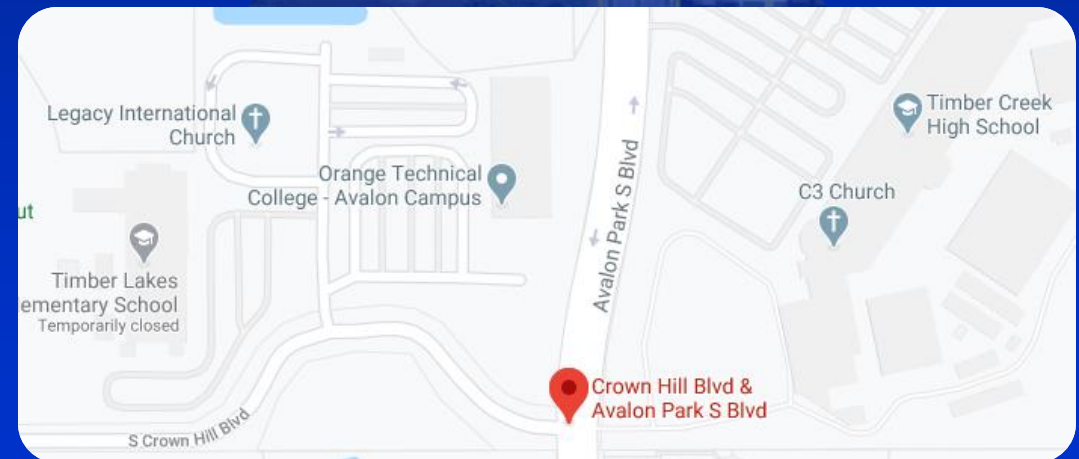 Legacy International
Church
Timber Creek
High School
Orange Technical
College - Avalon Campus
Avalon Park S Blvd
C3 Church
ut
Timber Lakes
ementary School
Temporarily closed
Crown Hill Blvd &
Avalon Park S Blvd
S Crown Hill Blvd